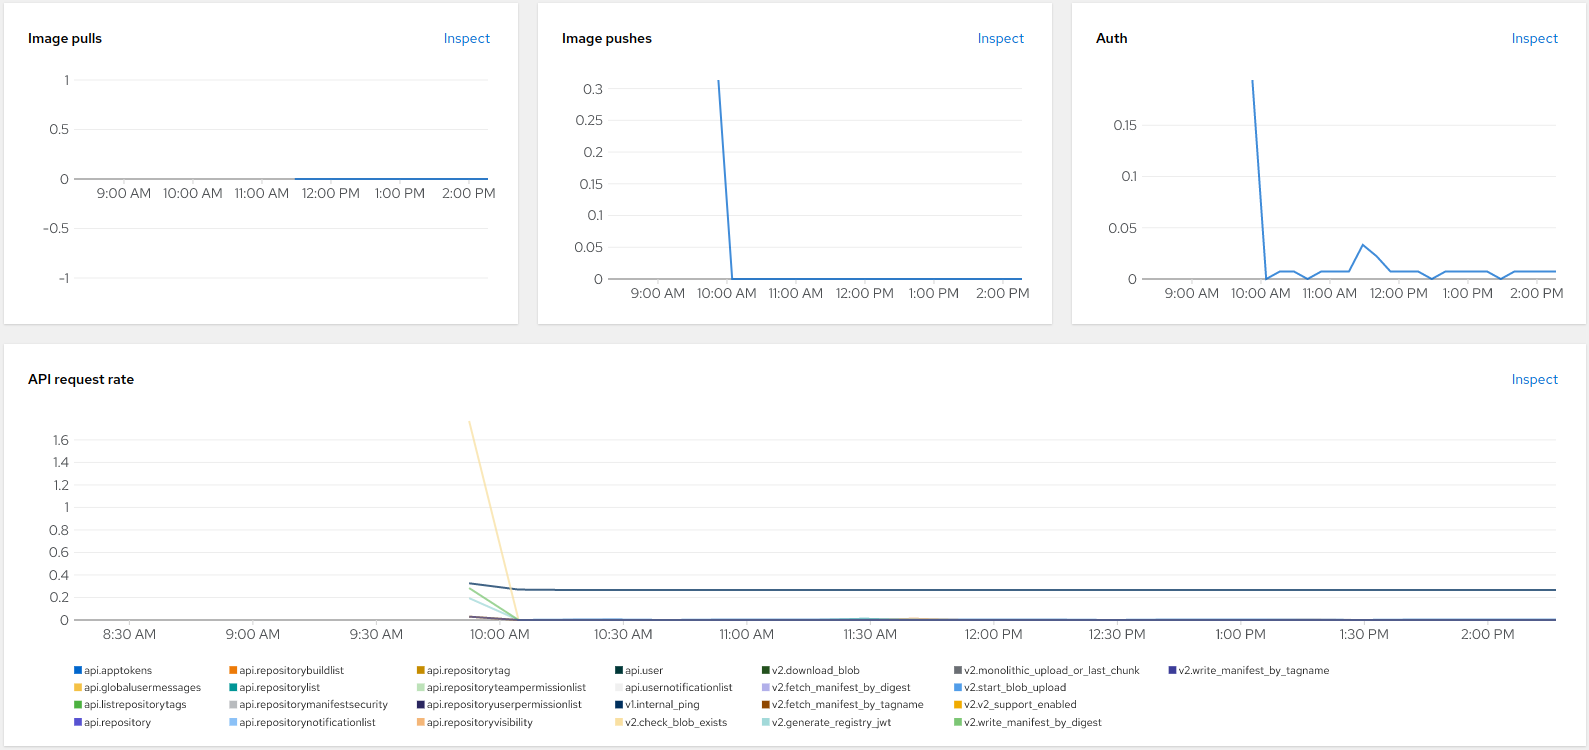 Image pulls
Inspect
1
0.5
0
-0.5
-1
9:00 AM 10:00 AM 11:00 AM 12:00 PM 1:00 PM 2:00 PM
Image pushes
Inspect
0.3
0.25
0.2
0.15
0.1
0.05
0
9:00 AM 10:00 AM 11:00 AM 12:00 PM 1:00 PM 2:00 PM
Auth
Inspect
0.15
0.1
0.05
0
9:00 AM 10:00 AM 11:00 AM 12:00 PM 1:00 PM 2:00 PM
API request rate
Inspect
1.6
1.4
1.2
1
0.8
0.6
0.4
0.2
0
8:30 AM 9:00 AM 9:30 AM 10:00 AM 10:30 AM 11:00 AM 11:30 AM 12:00 PM 12:30 PM 1:00 PM 1:30 PM 2:00 PM
api.apptokens api.repositorybuildlist api.repositorytag api.user v2.download_blob v2.monolithic_upload_or_last_chunk v2.write_manifest_by_tagname
api.globalusermessages api.repositorylist api.repositoryteampermissionlist api.usernotificationlist v2.fetch_manifest_by_digest v2.start_blob_upload
api.listrepositorytags api.repositorymanifestsecurity api.repositoryuserpermissionlist v1.internal_ping v2.fetch_manifest_by_tagname v2.v2_support_enabled
api.repository api.repositorynotificationlist api.repositoryvisibility v2.check_blob_exists v2.generate_registry_jwt v2.write_manifest_by_digest